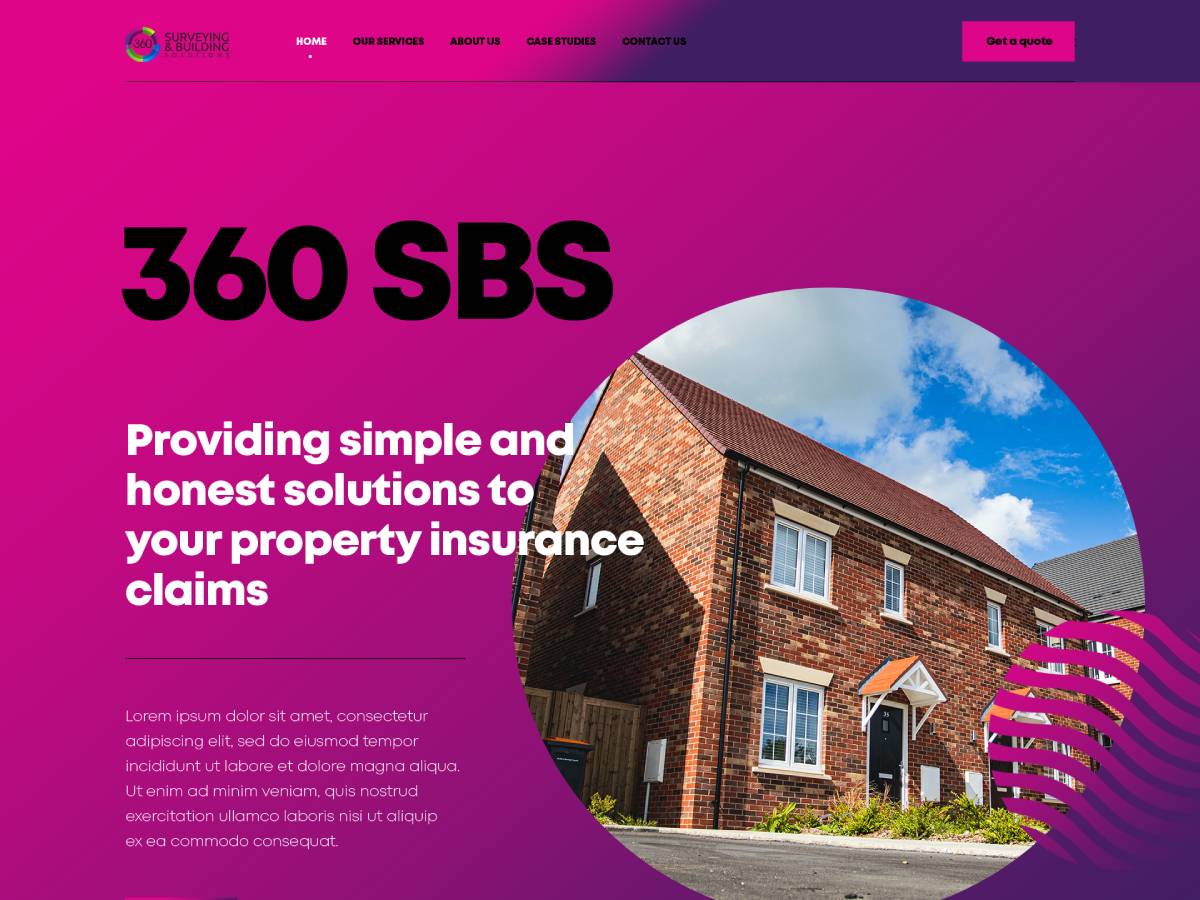 360
SURVEYING
& BUILDING
SOLUTIONS
HOME
OUR SERVICES
ABOUT US
CASE STUDIES
CONTACT US
Get a quote
360 SBS
Providing simple and
honest solutions to
your property insurance
claims
Lorem ipsum dolor sit amet, consectetur
adipiscing elit, sed do eiusmod tempor
incididunt ut labore et dolore magna aliqua.
Ut enim ad minim veniam, quis nostrud
exercitation ullamco laboris nisi ut aliquip
ex ea commodo consequat.
35